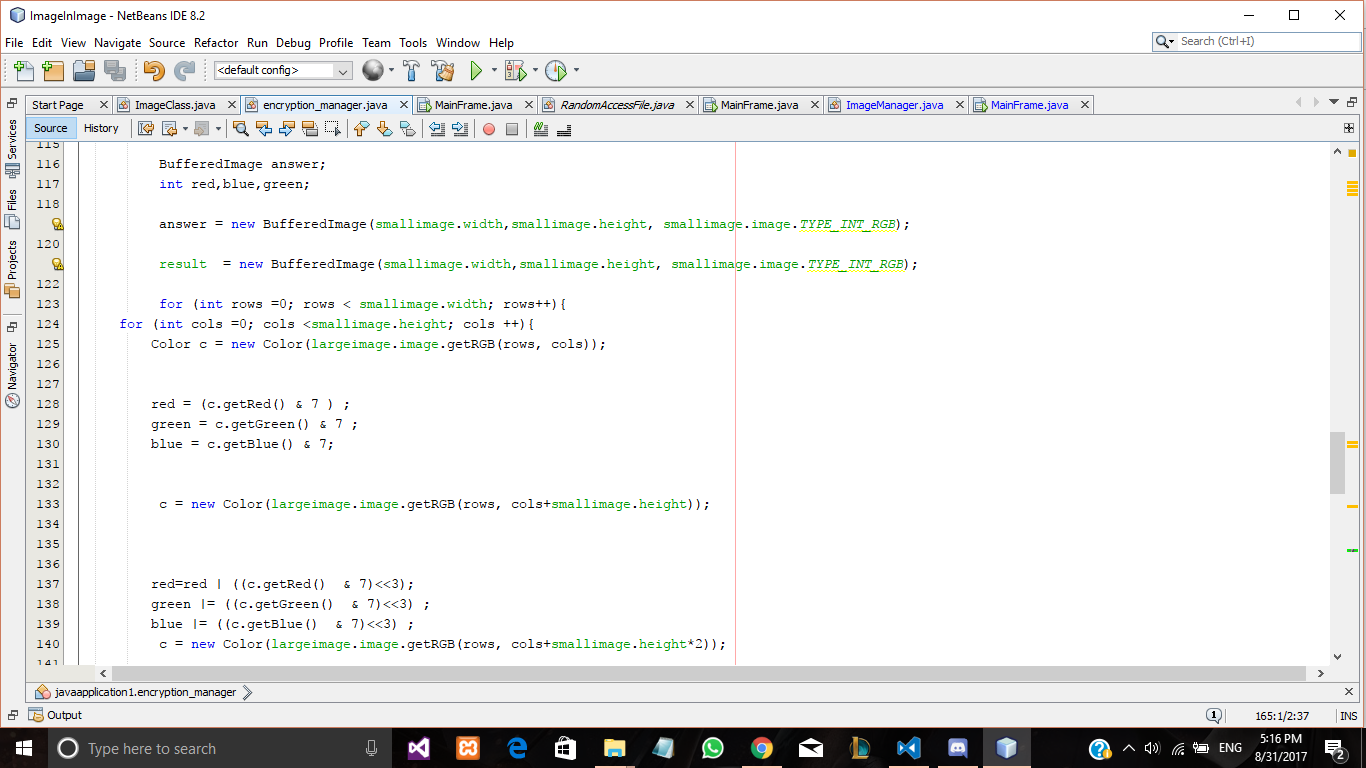 ImageInImage - NetBeans IDE 8.2
File Edit View Navigate Source Refactor Run Debug Profile Team Tools Window Help
Search (Ctrl+I)
<default config>
Start Page ImageClass.java encryption_manager.java MainFrame.java RandomAccessFile.java MainFrame.java ImageManager.java MainFrame.java
Source History
Services
Files
Projects
Navigator
115
116 BufferedImage answer;
117 int red,blue,green;
118
answer = new BufferedImage(smallimage.width,smallimage.height, smallimage.image.TYPE_INT_RGB);
120
result  = new BufferedImage(smallimage.width,smallimage.height, smallimage.image.TYPE_INT_RGB);
122
123 for (int rows =0; rows < smallimage.width; rows++){
124 for (int cols =0; cols <smallimage.height; cols ++){
125 Color c = new Color(largeimage.image.getRGB(rows, cols));
126
127
128 red = (c.getRed() & 7 ) ;
129 green = c.getGreen() & 7 ;
130 blue = c.getBlue() & 7;
131
132
133 c = new Color(largeimage.image.getRGB(rows, cols+smallimage.height));
134
135
136
137 red=red | ((c.getRed()  & 7)<<3);
138 green |= ((c.getGreen()  & 7)<<3) ;
139 blue |= ((c.getBlue()  & 7)<<3) ;
140 c = new Color(largeimage.image.getRGB(rows, cols+smallimage.height*2));
141
javaapplication1.encryption_manager
Output
1 165:1/2:37 INS
Type here to search
ENG
5:16 PM
8/31/2017
2